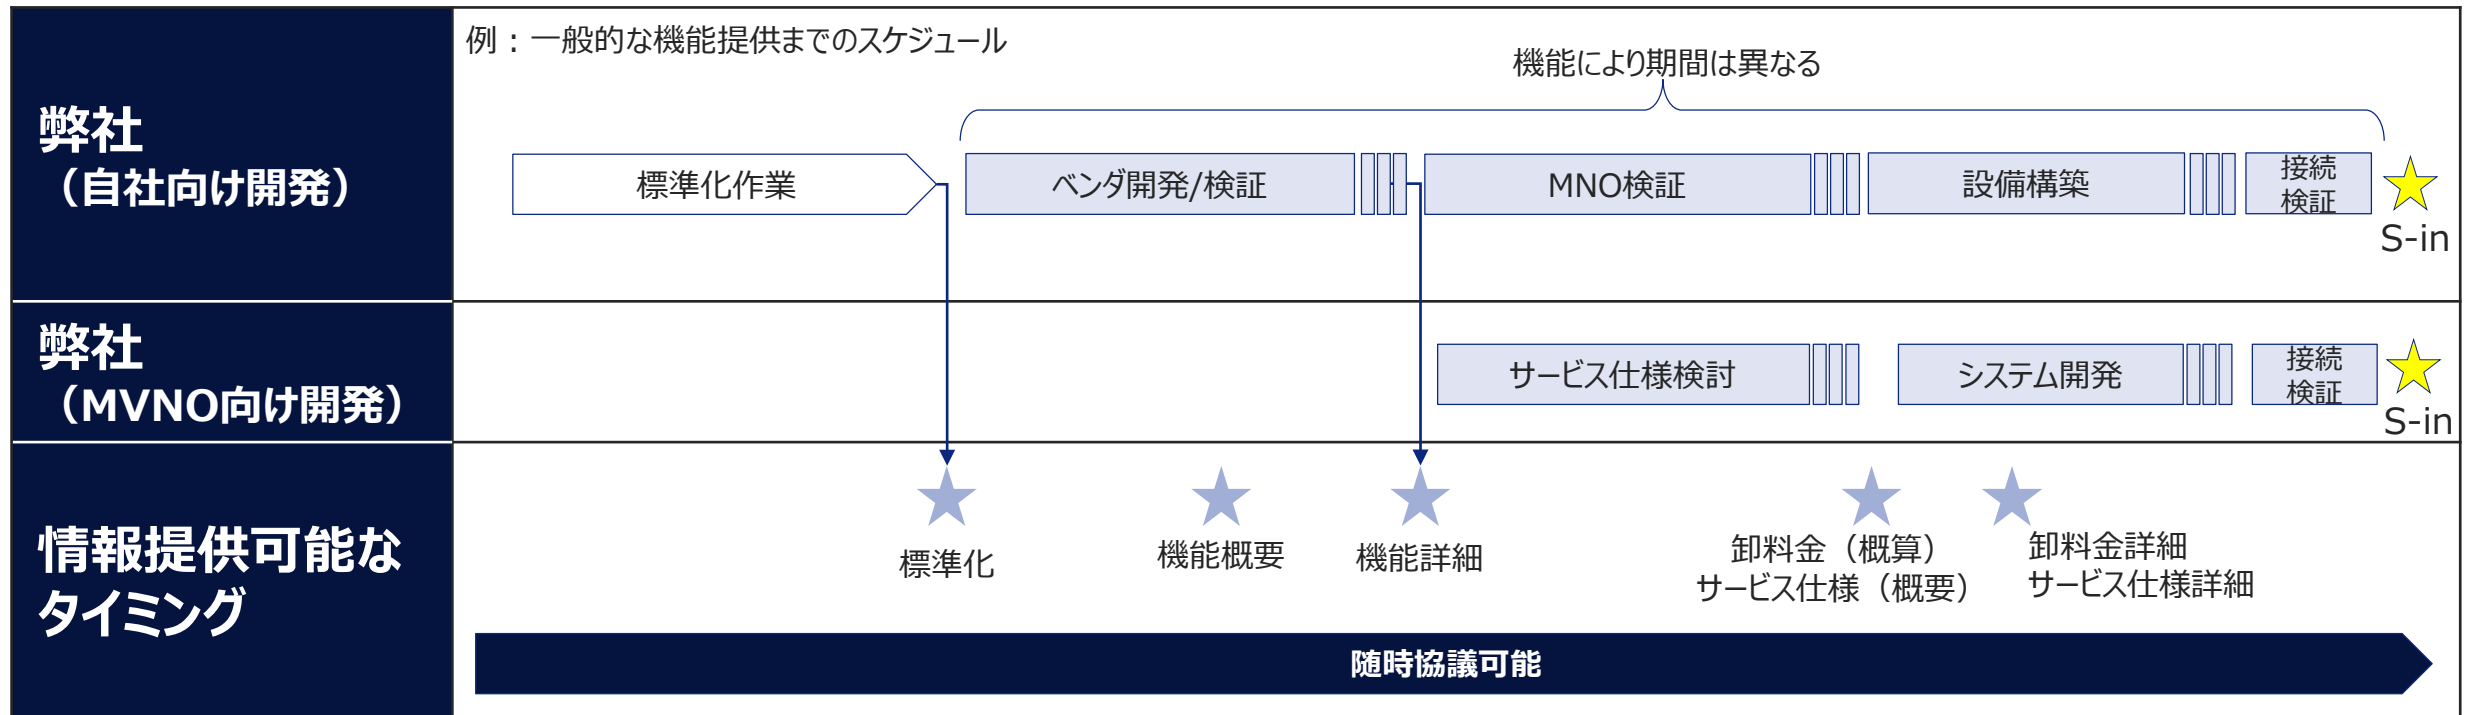 例：一般的な機能提供までのスケジュール
機能により期間は異なる
弊社
（自社向け開発）
標準化作業
ベンダ開発/検証
MNO検証
設備構築
接続
検証
S-in
弊社
（MVNO向け開発）
サービス仕様検討
システム開発
接続
検証
S-in
情報提供可能な
タイミング
標準化
機能概要
機能詳細
卸料金（概算）
サービス仕様（概要）
卸料金詳細
サービス仕様詳細
随時協議可能